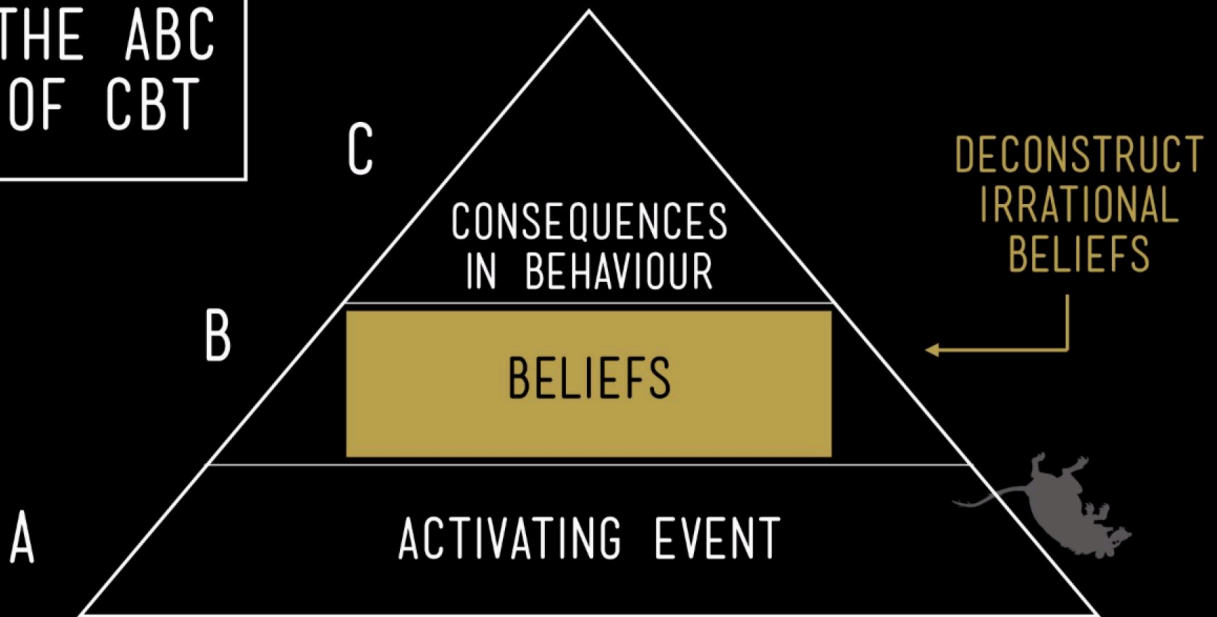 THE ABC
OF CBT
C
CONSEQUENCES
IN BEHAVIOUR
DECONSTRUCT
IRRATIONAL
BELIEFS
B
BELIEFS
A
ACTIVATING EVENT